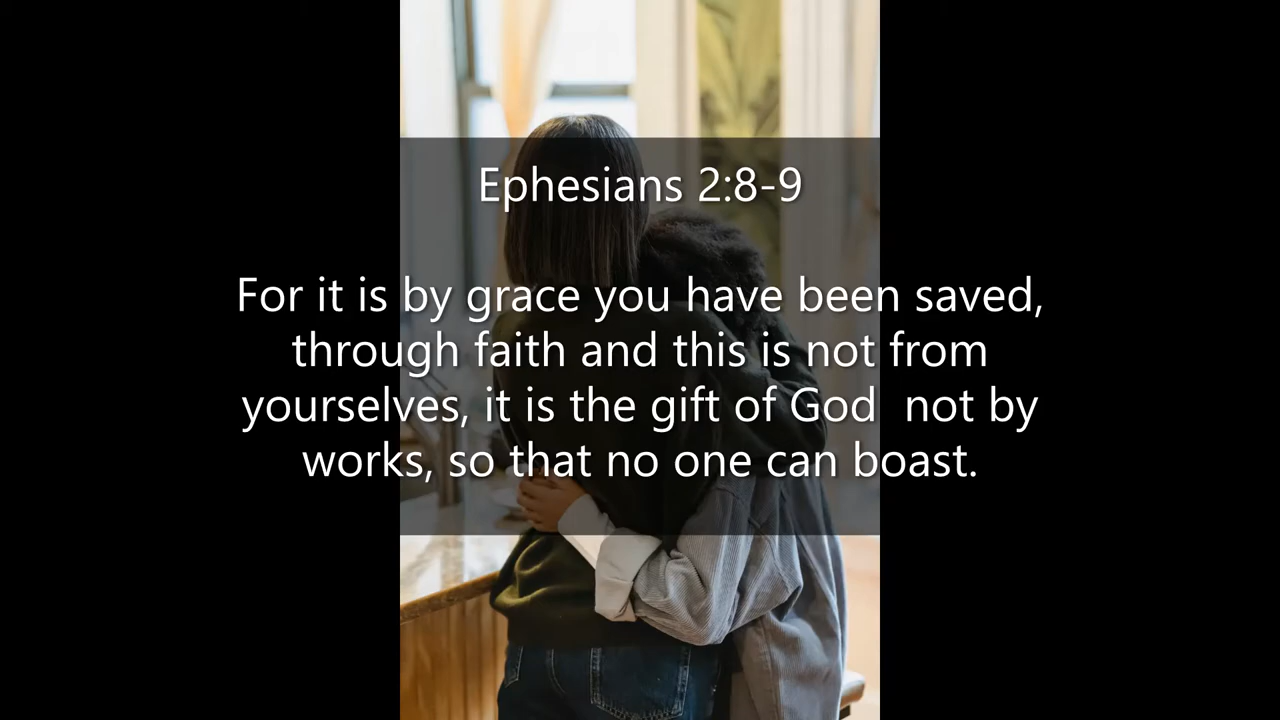 Ephesians 2:8-9
For it is by grace you have been saved,
through faith and this is not from
yourselves, it is the gift of God  not by
works, so that no one can boast.